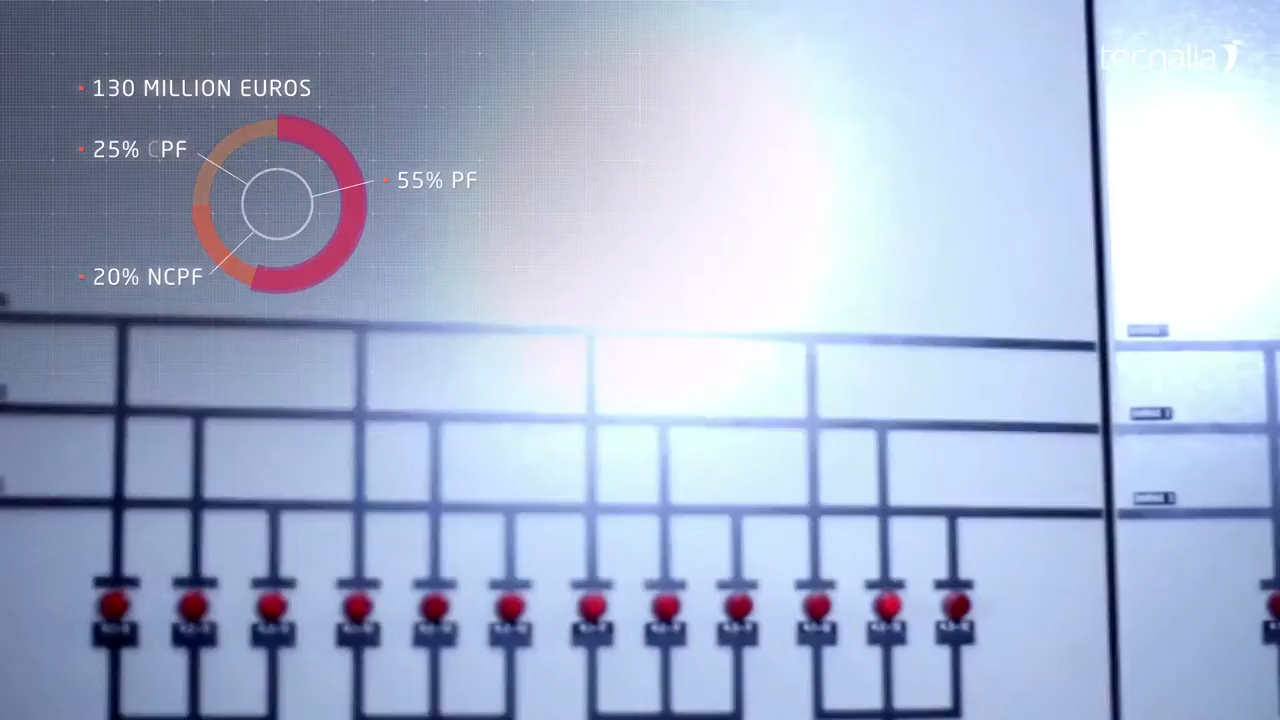 tecnalia
130 MILLION EUROS
25% CPF
55% PF
20% NCPF